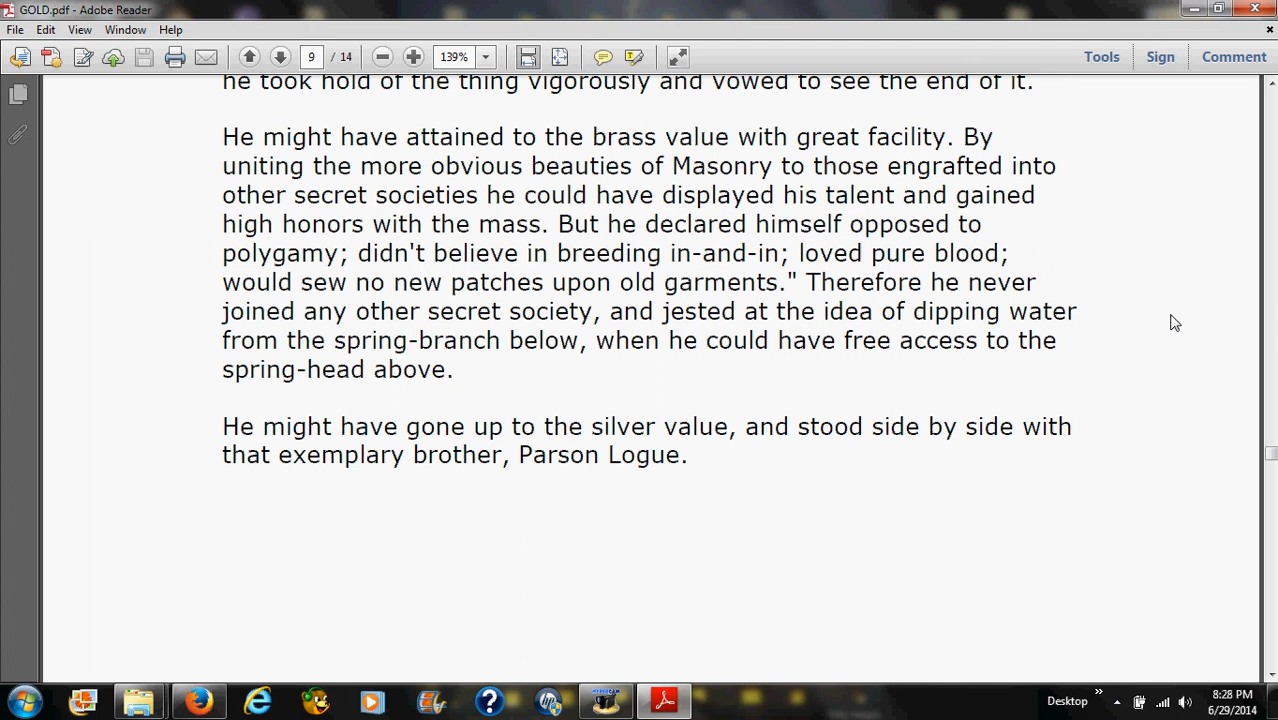 GOLD.pdf - Adobe Reader
File Edit View Window Help
9 / 14 139% Tools Sign Comment
he took hold of the thing vigorously and vowed to see the end of it.
He might have attained to the brass value with great facility. By
uniting the more obvious beauties of Masonry to those engrafted into
other secret societies he could have displayed his talent and gained
high honors with the mass. But he declared himself opposed to
polygamy; didn't believe in breeding in-and-in; loved pure blood;
would sew no new patches upon old garments." Therefore he never
joined any other secret society, and jested at the idea of dipping water
from the spring-branch below, when he could have free access to the
spring-head above.
He might have gone up to the silver value, and stood side by side with
that exemplary brother, Parson Logue.
Desktop
8:28 PM
6/29/2014